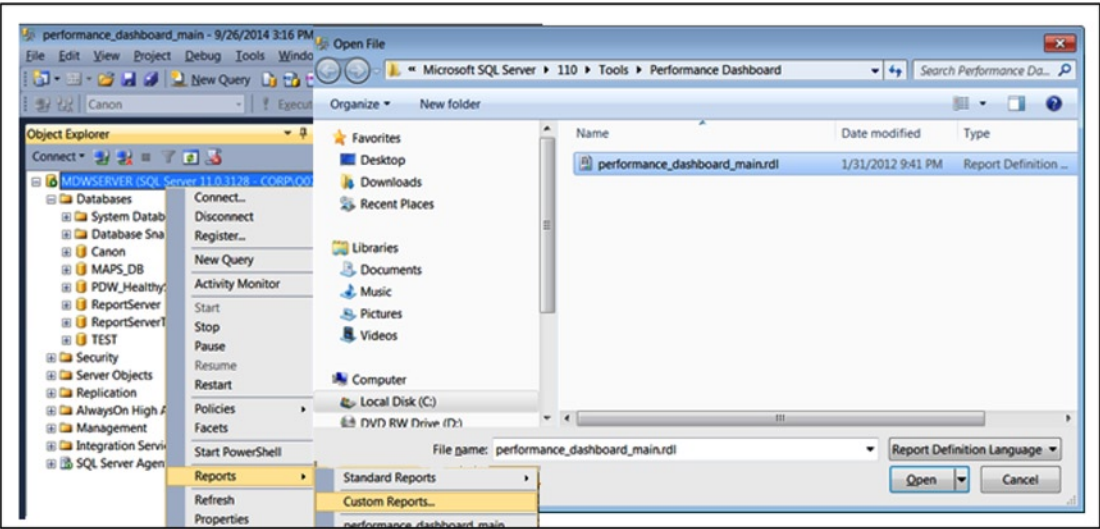 performance_dashboard_main - 9/26/2014 3:16 PM
File Edit View Project Debug Tools Windo
New Query
Canon Execut
Object Explorer
Connect
MDWSERVER (SQL Server 11.0.3128 - CORP\O0
Databases
System Datab
Database Sna
Canon
MAPS_DB
PDW_Healthy
ReportServer
ReportServerT
TEST
Security
Server Objects
Replication
AlwaysOn High A
Management
Integration Servi
SQL Server Agen
Connect...
Disconnect
Register...
New Query
Activity Monitor
Start
Stop
Pause
Resume
Restart
Policies
Facets
Start PowerShell
Reports
Refresh
Properties
Standard Reports
Custom Reports...
performance_dashboard_main
Open File
« Microsoft SQL Server 110 Tools Performance Dashboard
Search Performance Da...
Organize New folder
Favorites
Desktop
Downloads
Recent Places
Libraries
Documents
Music
Pictures
Videos
Computer
Local Disk (C:)
DVD RW Drive (D:)
Name Date modified Type
performance_dashboard_main.rdl 1/31/2012 9:41 PM Report Definition ...
File name: performance_dashboard_main.rdl Report Definition Language
Open Cancel